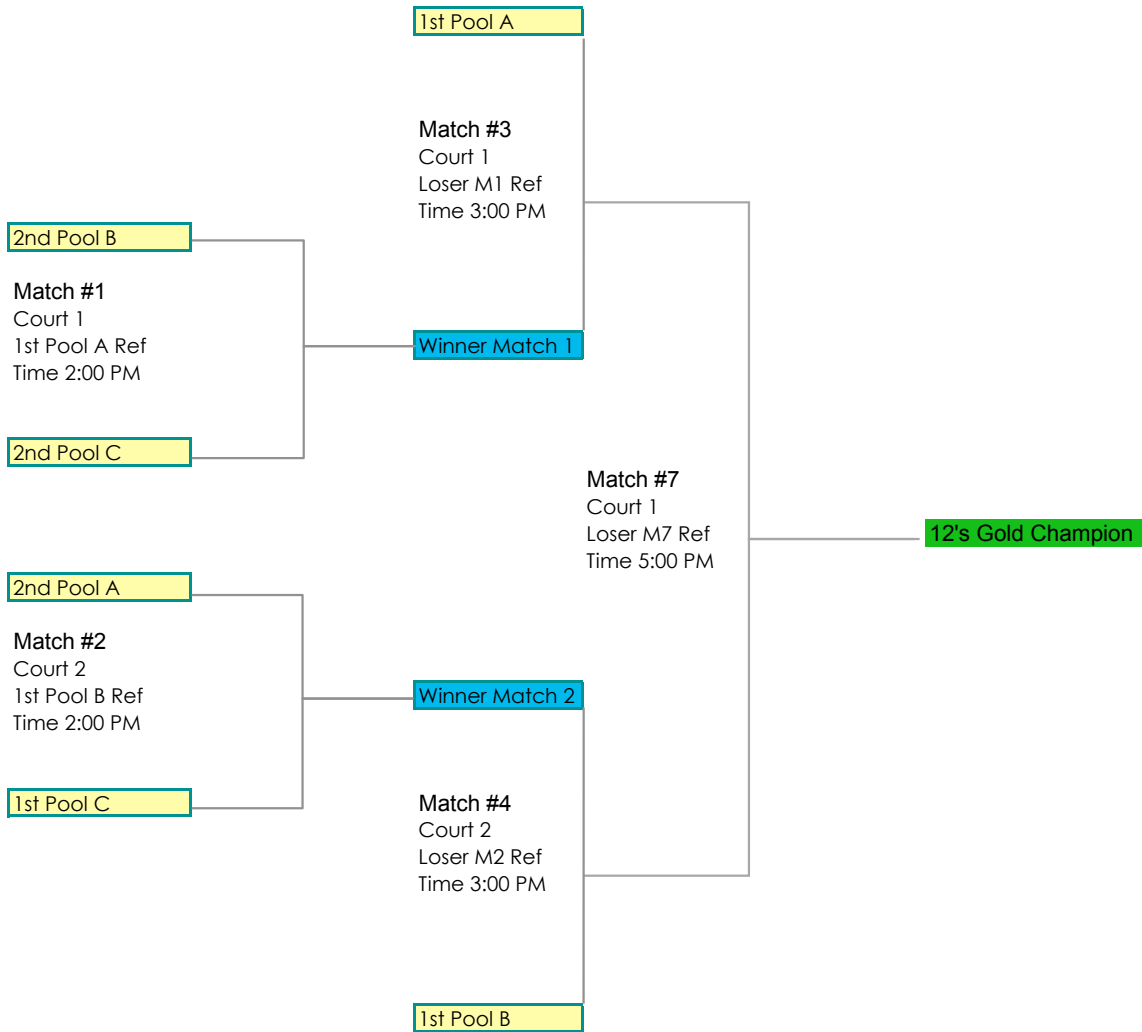 1st Pool A
Match #3
Court 1
Loser M1 Ref
Time 3:00 PM
2nd Pool B
Match #1
Court 1
1st Pool A Ref
Time 2:00 PM
Winner Match 1
2nd Pool C
Match #7
Court 1
Loser M7 Ref
Time 5:00 PM
12's Gold Champion
2nd Pool A
Match #2
Court 2
1st Pool B Ref
Time 2:00 PM
Winner Match 2
1st Pool C
Match #4
Court 2
Loser M2 Ref
Time 3:00 PM
1st Pool B